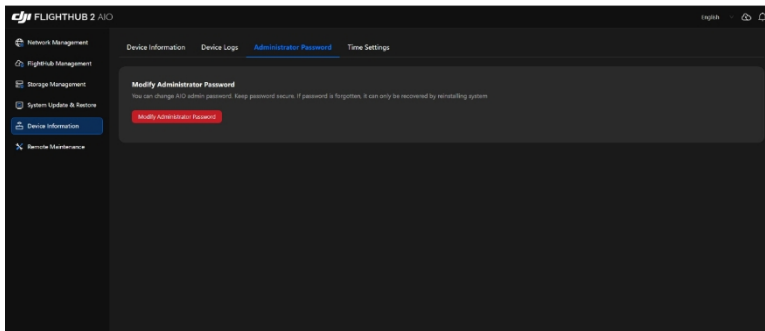 dji FLIGHTHUB 2 AIO
English
Network Management
FlightHub Management
Storage Management
System Update & Restore
Device Information
Remote Maintenance
Device Information Device Logs Administrator Password Time Settings
Modify Administrator Password
You can change AIO admin password. Keep password secure. If password is forgotten, it can only be recovered by reinstalling system
Modify Administrator Password